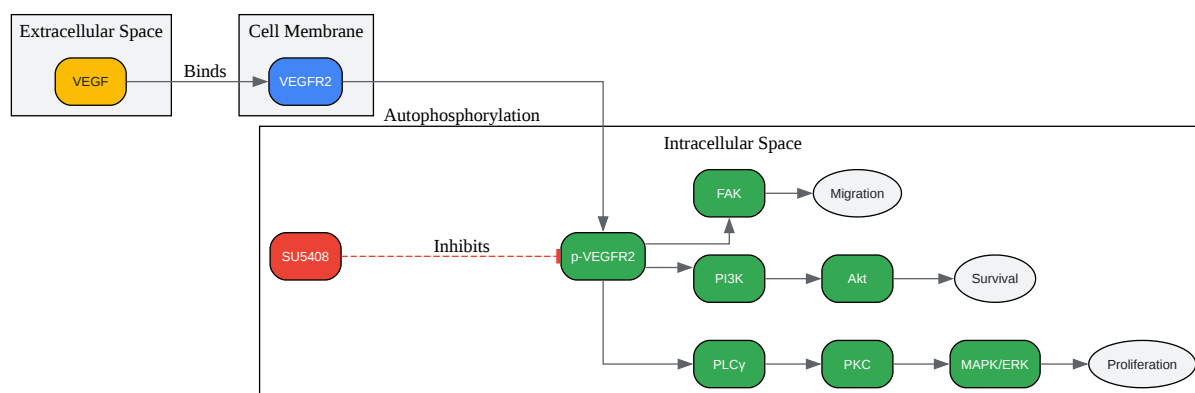 Extracellular Space
Cell Membrane
VEGF
Binds
VEGFR2
Autophosphorylation
Intracellular Space
FAK
Migration
SU5408
Inhibits
p-VEGFR2
PI3K
Akt
Survival
PLCγ
PKC
MAPK/ERK
Proliferation